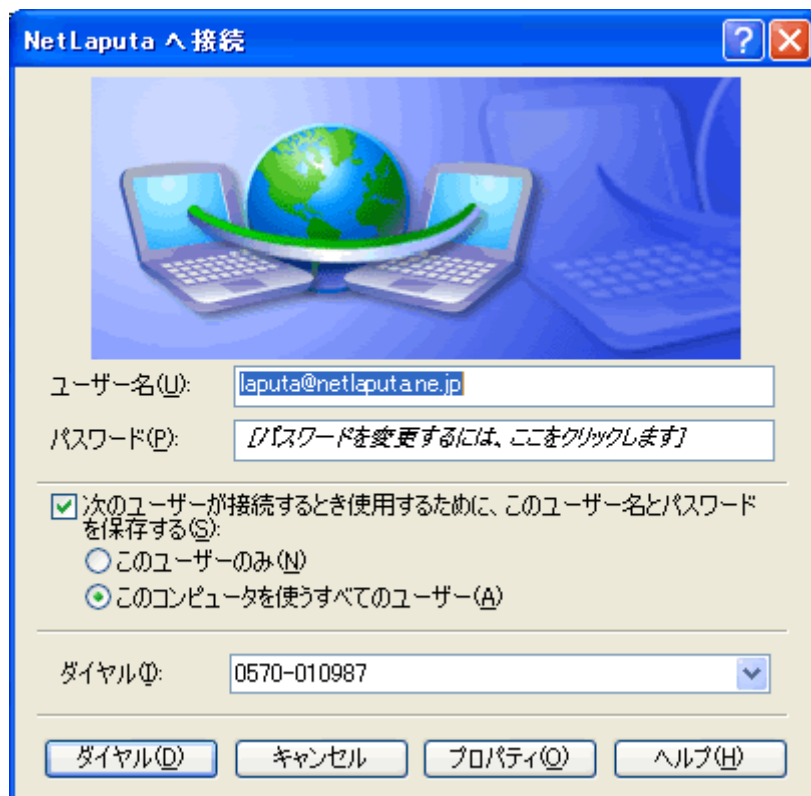 NetLaputa へ接続
ユーザー名(U):
laputa@netlaputa.ne.jp
パスワード(P):
[パスワードを変更するには、ここをクリックします]
次のユーザーが接続するとき使用するために、このユーザー名とパスワード
を保存する(S):
このユーザーのみ(N)
このコンピュータを使うすべてのユーザー(A)
ダイヤル(I):
0570-010987
ダイヤル(D)
キャンセル
プロパティ(O)
ヘルプ(H)